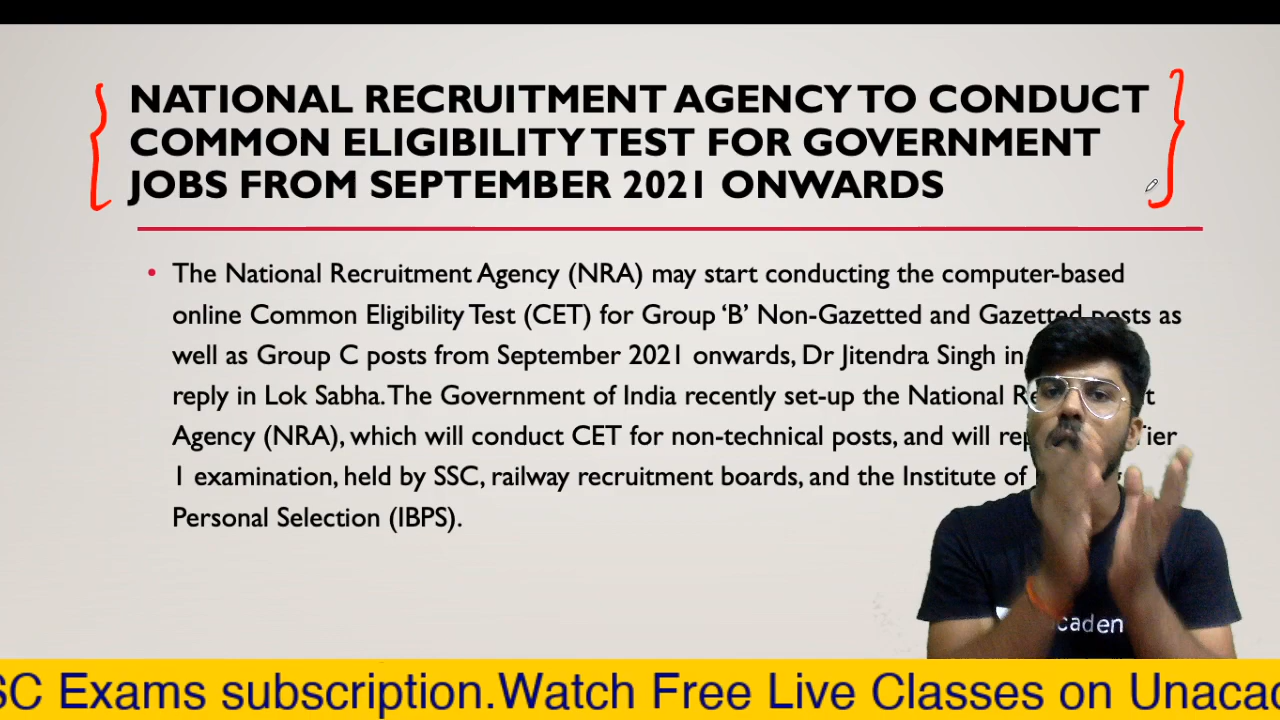 NATIONAL RECRUITMENT AGENCY TO CONDUCT
COMMON ELIGIBILITY TEST FOR GOVERNMENT
JOBS FROM SEPTEMBER 2021 ONWARDS
• The National Recruitment Agency (NRA) may start conducting the computer-based
online Common Eligibility Test (CET) for Group ‘B’ Non-Gazetted and Gazetted posts as
well as Group C posts from September 2021 onwards, Dr Jitendra Singh in
reply in Lok Sabha. The Government of India recently set-up the National
Agency (NRA), which will conduct CET for non-technical posts, and will Tier
1 examination, held by SSC, railway recruitment boards, and the Institute of
Personal Selection (IBPS).
caden
SC Exams subscription.Watch Free Live Classes on Unacad